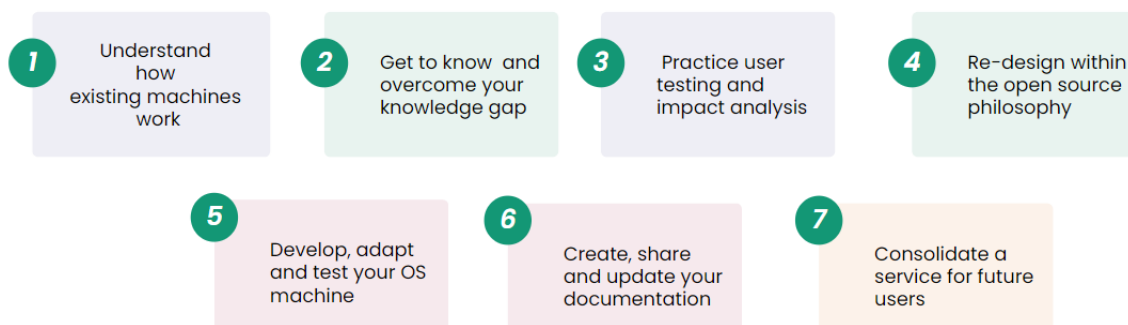 1
Understand
how
existing machines
work
2
Get to know and
overcome your
knowledge gap
3
Practice user
testing and
impact analysis
4
Re-design within
the open source
philosophy
5
Develop, adapt
and test your OS
machine
6
Create, share
and update your
documentation
7
Consolidate a
service for future
users